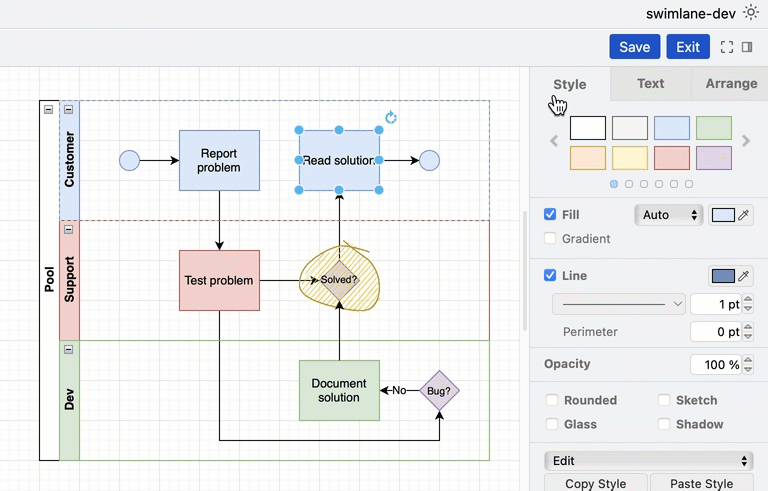 swimlane-dev
Save
Exit
Style
Text
Arrange
Pool
Customer
Report
problem
Read solution
Support
Test problem
Solved?
Dev
Document
solution
No
Bug?
Fill
Auto
Gradient
Line
1 pt
Perimeter
0 pt
Opacity
100 %
Rounded
Sketch
Glass
Shadow
Edit
Copy Style
Paste Style